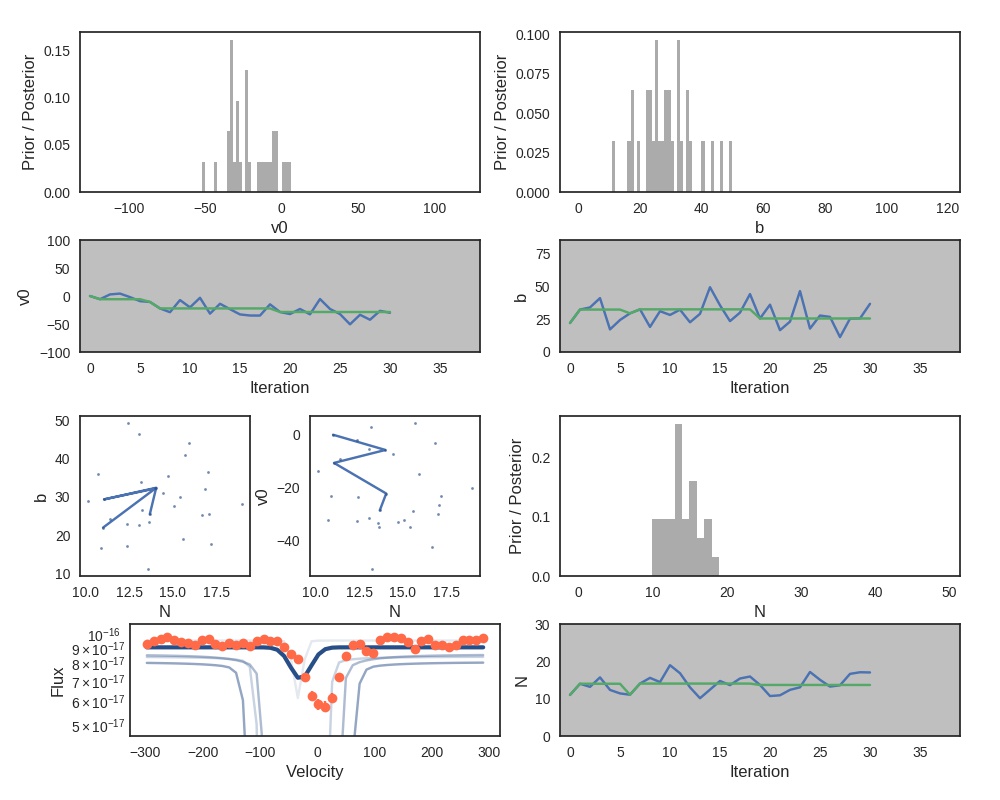 0.15
0.10
0.05
0.00
Prior / Posterior
−100 −50 0 50 100
v0
0.100
0.075
0.050
0.025
0.000
Prior / Posterior
0 20 40 60 80 100 120
b
100
50
0
−50
−100
v0
0 5 10 15 20 25 30 35
Iteration
75
50
25
0
b
0 5 10 15 20 25 30 35
Iteration
50
40
30
20
10
b
10.0 12.5 15.0 17.5
N
0
−20
−40
v0
10.0 12.5 15.0 17.5
N
0.2
0.1
0.0
Prior / Posterior
0 10 20 30 40 50
N
10⁻¹⁶
9 × 10⁻¹⁷
8 × 10⁻¹⁷
7 × 10⁻¹⁷
6 × 10⁻¹⁷
5 × 10⁻¹⁷
Flux
−300 −200 −100 0 100 200 300
Velocity
30
20
10
0
N
0 5 10 15 20 25 30 35
Iteration